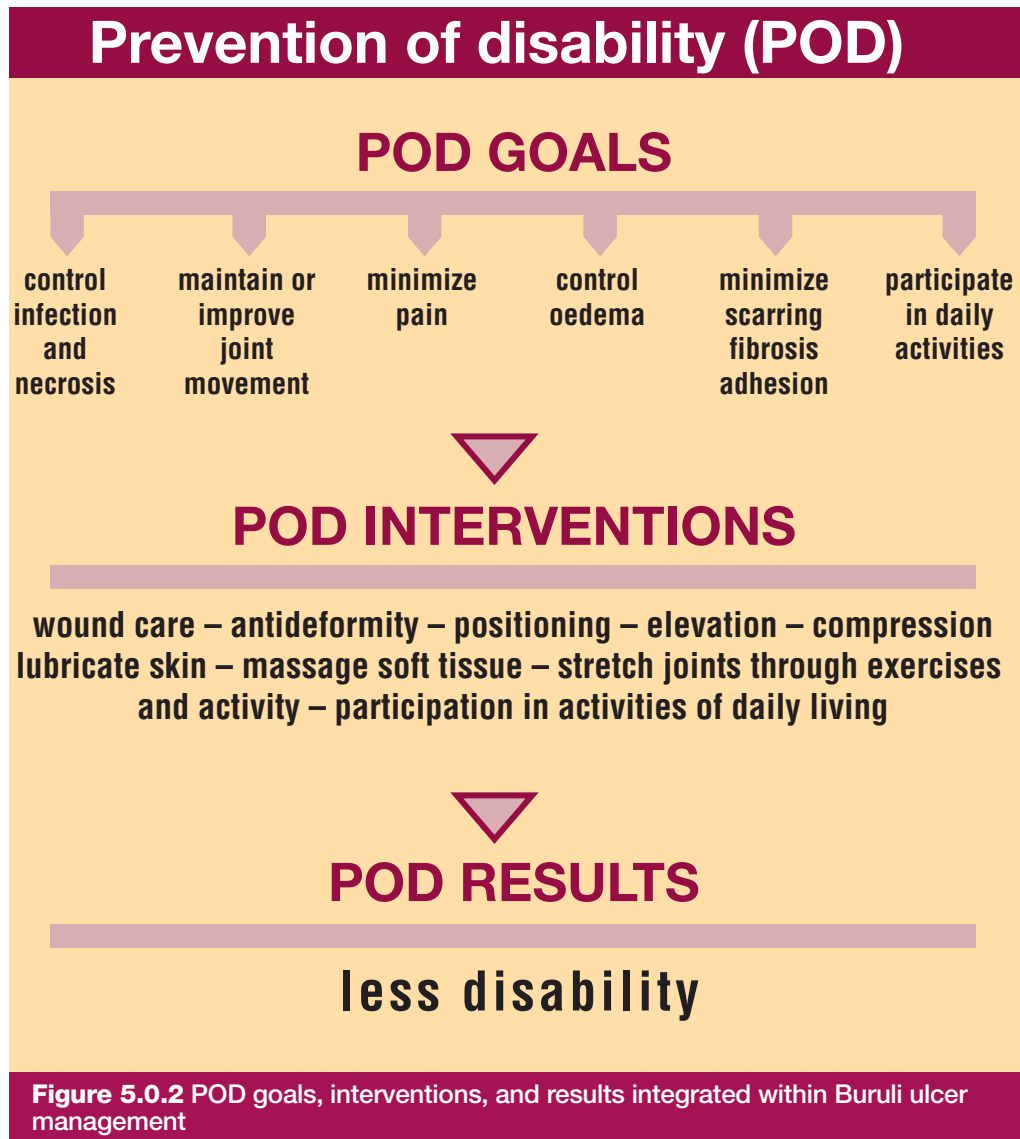 Prevention of disability (POD)
POD GOALS
control
infection
and
necrosis
maintain or
improve
joint
movement
minimize
pain
control
oedema
minimize
scarring
fibrosis
adhesion
participate
in daily
activities
POD INTERVENTIONS
wound care – antideformity – positioning – elevation – compression
lubricate skin – massage soft tissue – stretch joints through exercises
and activity – participation in activities of daily living
POD RESULTS
less disability
Figure 5.0.2 POD goals, interventions, and results integrated within Buruli ulcer
management